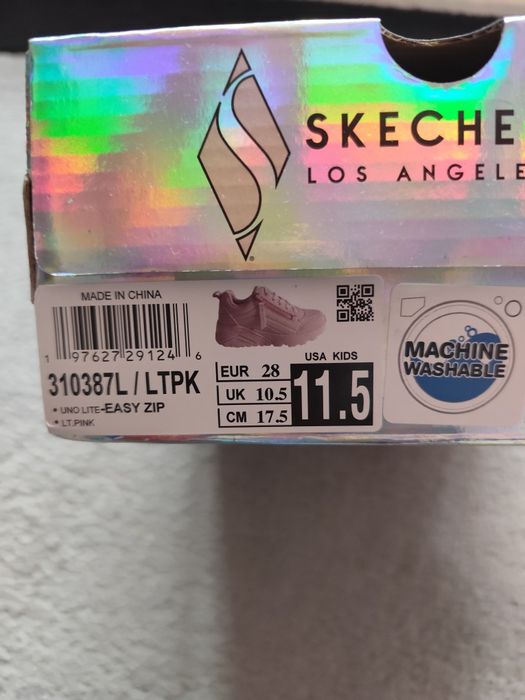 SKECHE
LOS ANGELE
MADE IN CHINA
1 97627 29124 6
310387L / LTPK
• UNO LITE-EASY ZIP
• LT.PINK
EUR 28
UK 10.5
CM 17.5
USA KIDS
11.5
MACHINE
WASHABLE